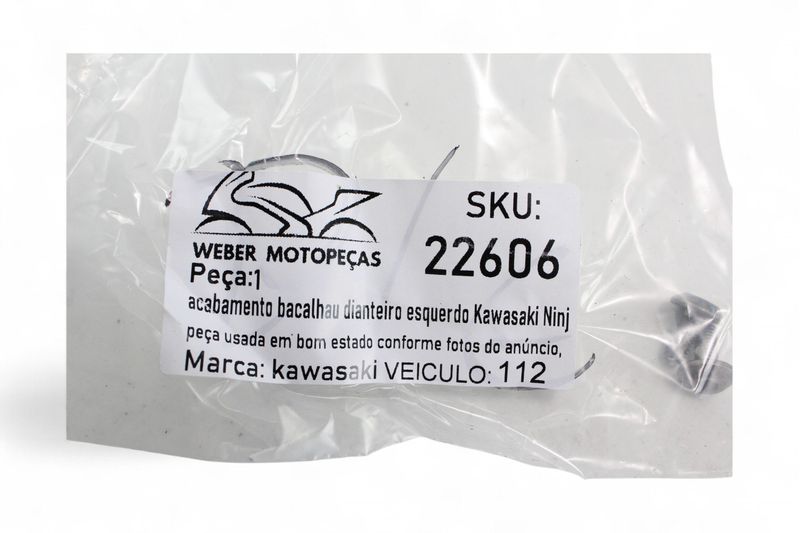 SKU:
22606
WEBER MOTOPEÇAS
Peça:1
acabamento bacalhau dianteiro esquerdo Kawasaki Ninj
peça usada em bom estado conforme fotos do anúncio,
Marca: kawasaki VEICULO: 112